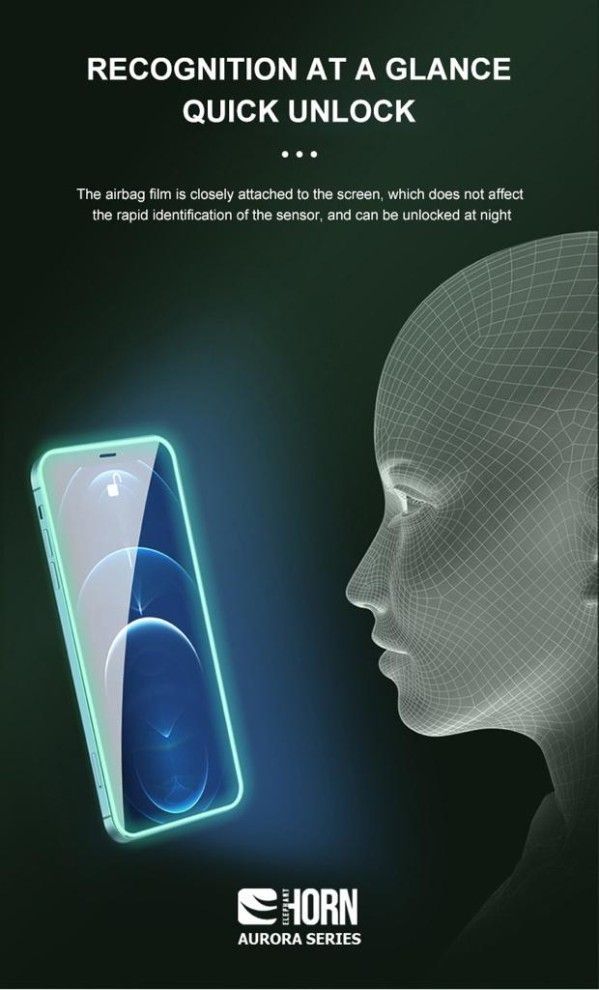 RECOGNITION AT A GLANCE
QUICK UNLOCK
The airbag film is closely attached to the screen, which does not affect
the rapid identification of the sensor, and can be unlocked at night
ELEPHANT HORN
AURORA SERIES